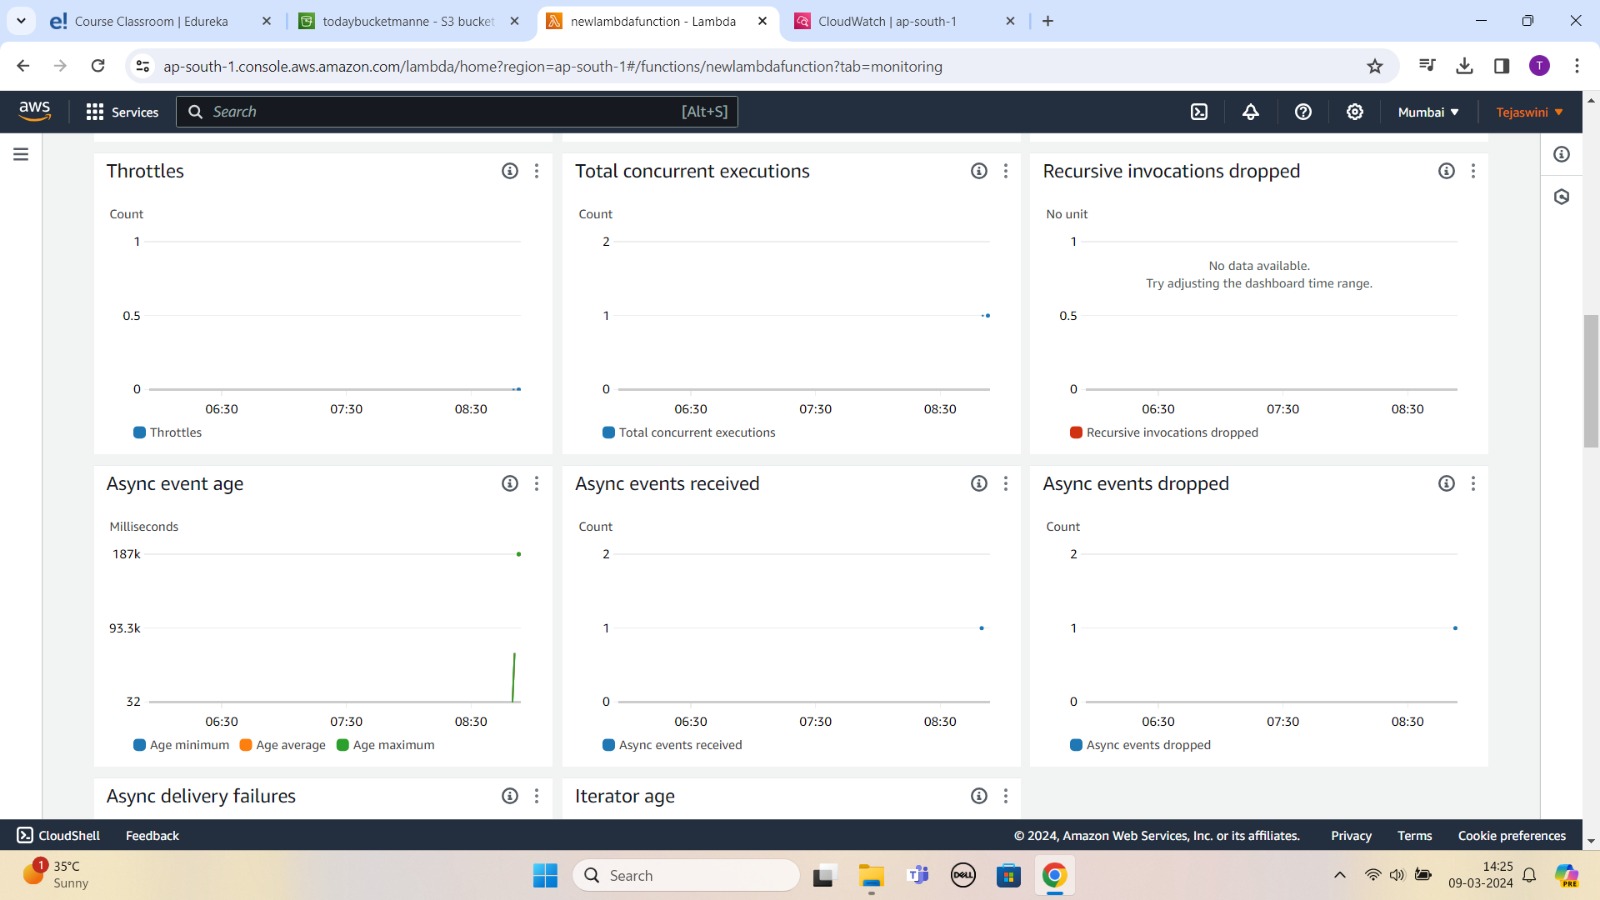 Course Classroom | Edureka
todaybucketmanne - S3 bucket
newlambdafunction - Lambda
CloudWatch | ap-south-1
ap-south-1.console.aws.amazon.com/lambda/home?region=ap-south-1#/functions/newlambdafunction?tab=monitoring
T
aws
Services
Search
[Alt+S]
Mumbai
Tejaswini
Throttles
Count
1
0.5
0
06:30 07:30 08:30
Throttles
Total concurrent executions
Count
2
1
0
06:30 07:30 08:30
Total concurrent executions
Recursive invocations dropped
No unit
1
No data available.
Try adjusting the dashboard time range.
0.5
0
06:30 07:30 08:30
Recursive invocations dropped
Async event age
Milliseconds
187k
93.3k
32
06:30 07:30 08:30
Age minimum Age average Age maximum
Async events received
Count
2
1
0
06:30 07:30 08:30
Async events received
Async events dropped
Count
2
1
0
06:30 07:30 08:30
Async events dropped
Async delivery failures
Iterator age
CloudShell Feedback
© 2024, Amazon Web Services, Inc. or its affiliates. Privacy Terms Cookie preferences
1
35°C
Sunny
Search
DELL
14:25
09-03-2024
PRE